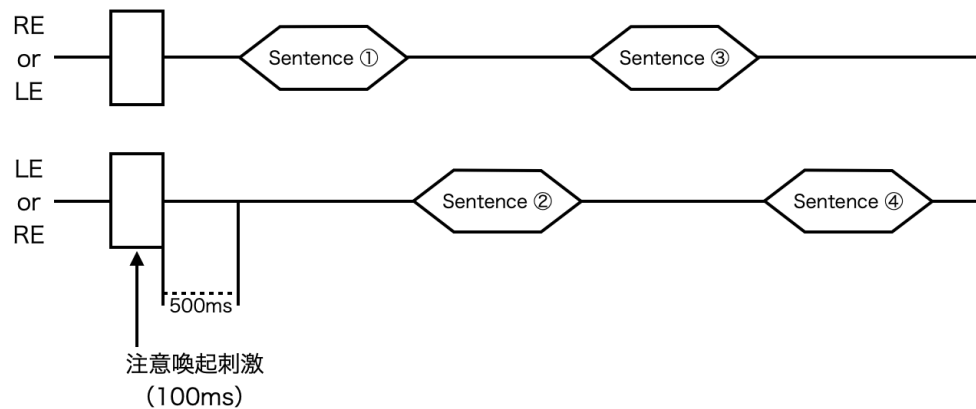 RE
or
LE
Sentence ①
Sentence ③
LE
or
RE
Sentence ②
Sentence ④
500ms
注意喚起刺激
（100ms）